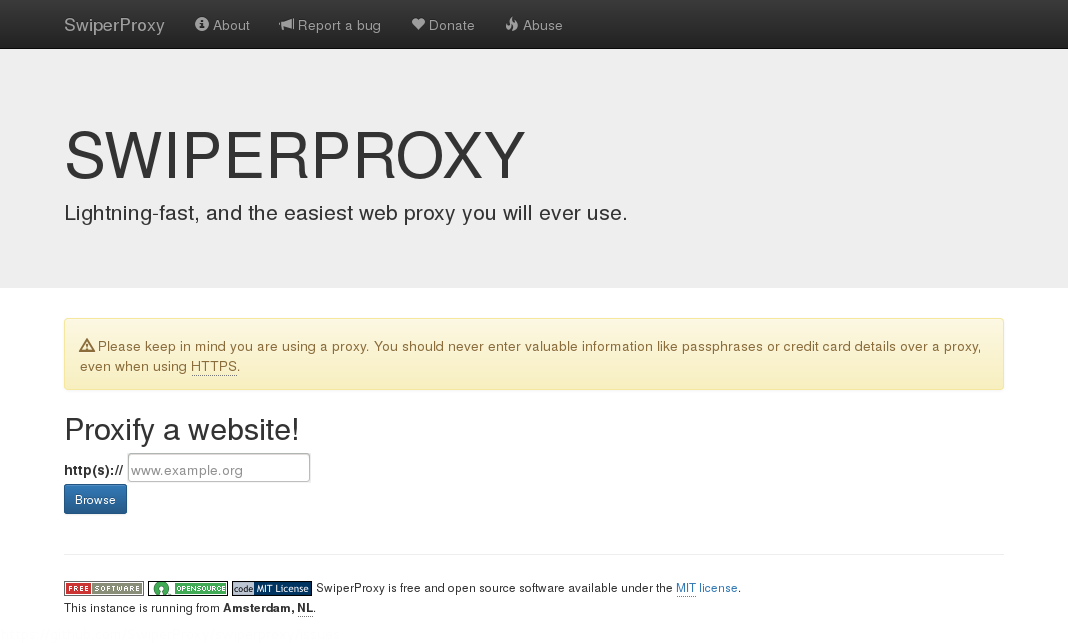 SwiperProxy About Report a bug Donate Abuse
SWIPERPROXY
Lightning-fast, and the easiest web proxy you will ever use.
Please keep in mind you are using a proxy. You should never enter valuable information like passphrases or credit card details over a proxy,
even when using HTTPS.
Proxify a website!
http(s):// www.example.org
Browse
FREE SOFTWARE OPENSOURCE code MIT License SwiperProxy is free and open source software available under the MIT license.
This instance is running from Amsterdam, NL.